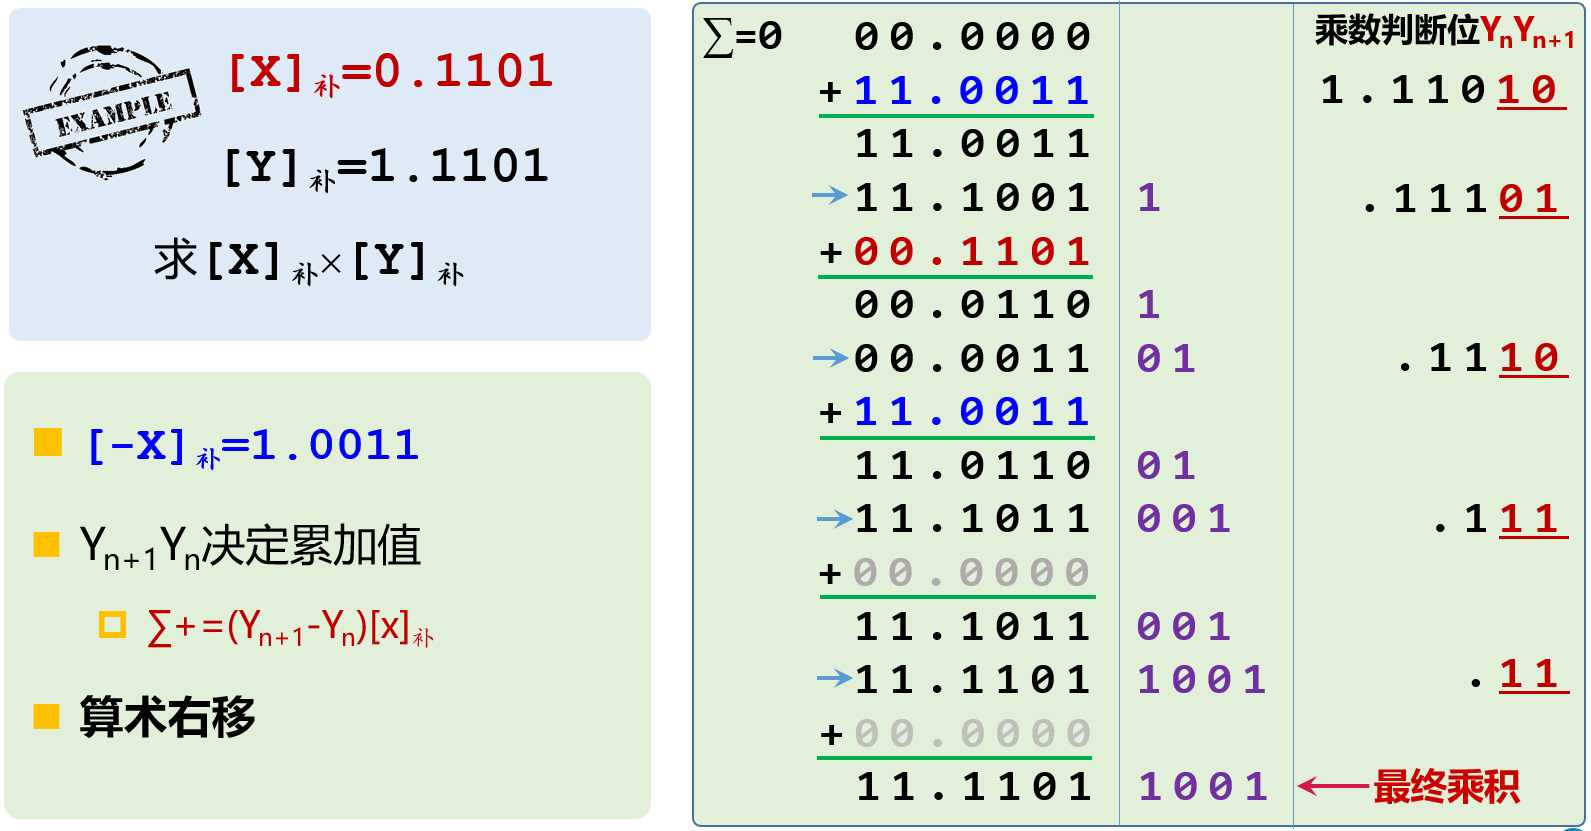 EXAMPLE
[X]补=0.1101
[Y]补=1.1101
求[X]补×[Y]补
[-X]补=1.0011
Yn+1Yn决定累加值
∑+=(Yn+1-Yn)[x]补
算术右移
乘数判断位YnYn+1
∑=0 00.0000
+11.0011 1.11010
11.0011
→11.1001 1 .11101
+00.1101
00.0110 1
→00.0011 01 .1110
+11.0011
11.0110 01
→11.1011 001 .111
+00.0000
11.1011 001
→11.1101 1001 .11
+00.0000
11.1101 1001 ←最终乘积